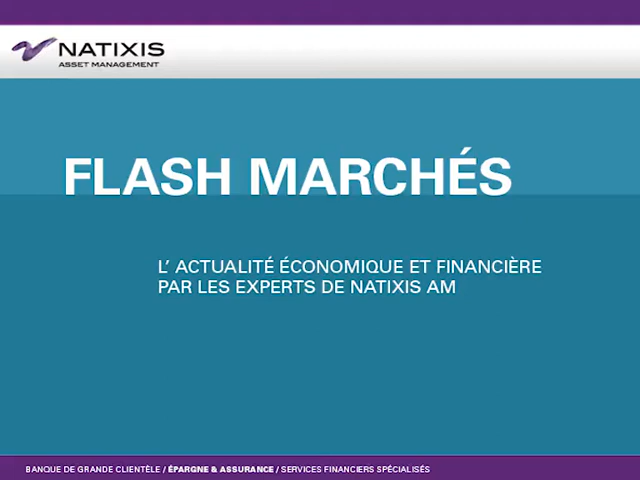 NATIXIS
ASSET MANAGEMENT
FLASH MARCHÉS
L' ACTUALITÉ ÉCONOMIQUE ET FINANCIÈRE
PAR LES EXPERTS DE NATIXIS AM
BANQUE DE GRANDE CLIENTÈLE / ÉPARGNE & ASSURANCE / SERVICES FINANCIERS SPÉCIALISÉS